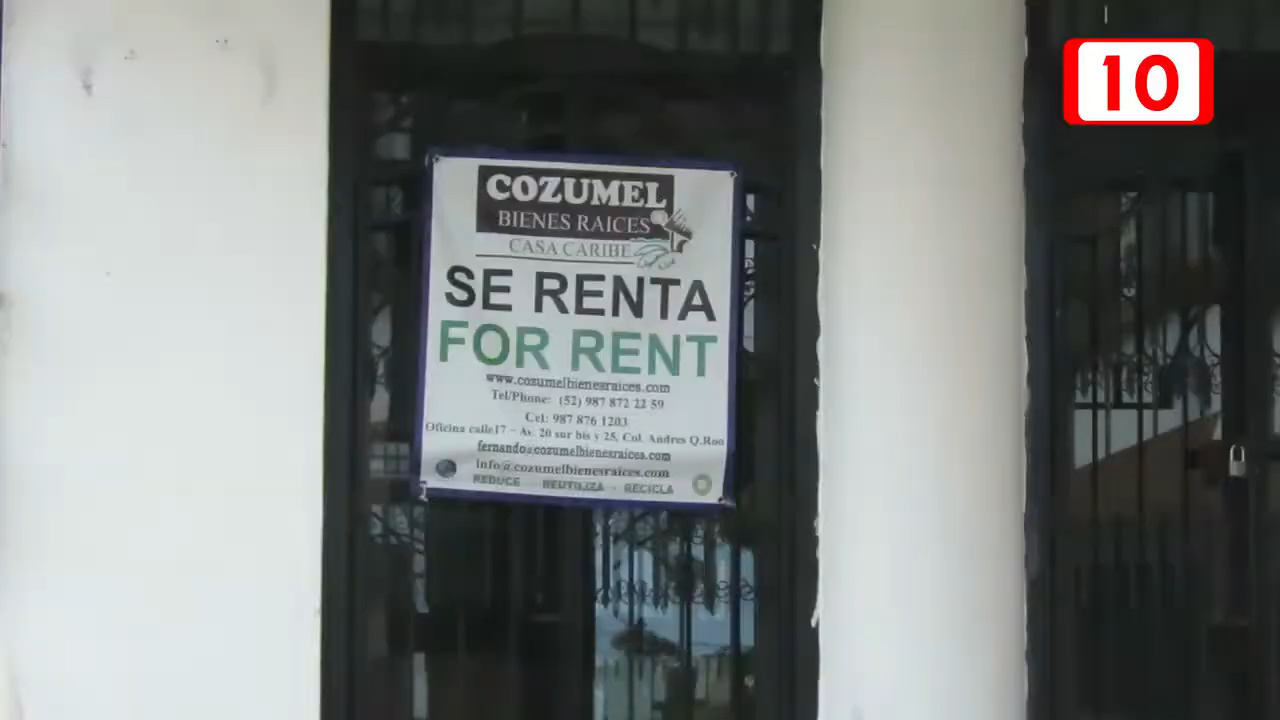 10
COZUMEL
BIENES RAICES
CASA CARIBE
SE RENTA
FOR RENT
www.cozumelbienesraices.com
Tel/Phone: (52) 987 872 22 59
Cel: 987 876 1203
Oficina calle17 - Av. 20 sur bis y 25, Col. Andres Q.Roo
fernando@cozumelbienesraices.com
info@cozumelbienesraices.com
REDUCE - REUTILIZA - RECICLA